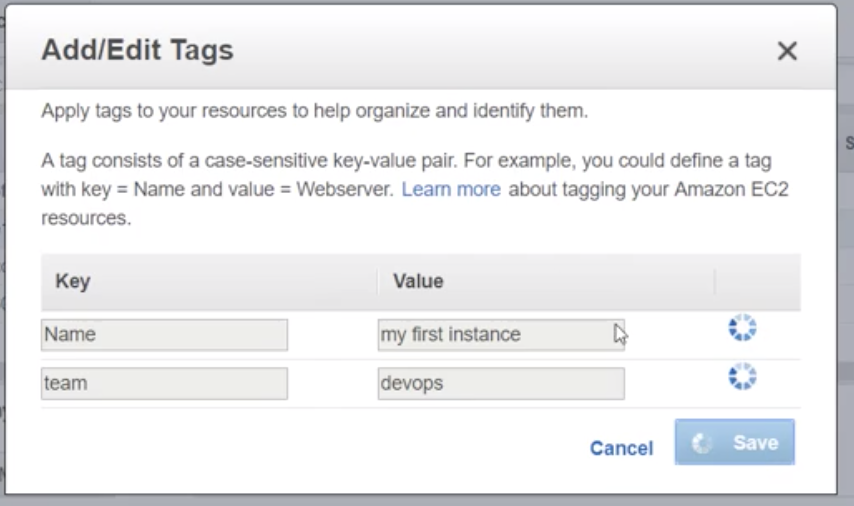 Add/Edit Tags
Apply tags to your resources to help organize and identify them.
A tag consists of a case-sensitive key-value pair. For example, you could define a tag
with key = Name and value = Webserver. Learn more about tagging your Amazon EC2
resources.
Key Value
Name my first instance
team devops
Cancel Save